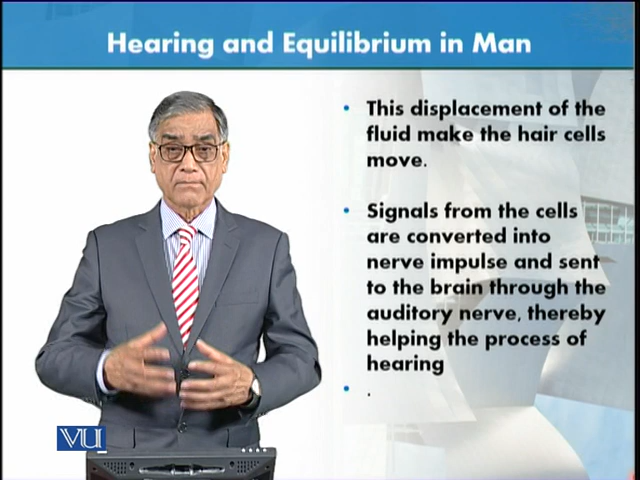 Hearing and Equilibrium in Man
• This displacement of the
fluid make the hair cells
move.
• Signals from the cells
are converted into
nerve impulse and sent
to the brain through the
auditory nerve, thereby
helping the process of
hearing
• .
VU